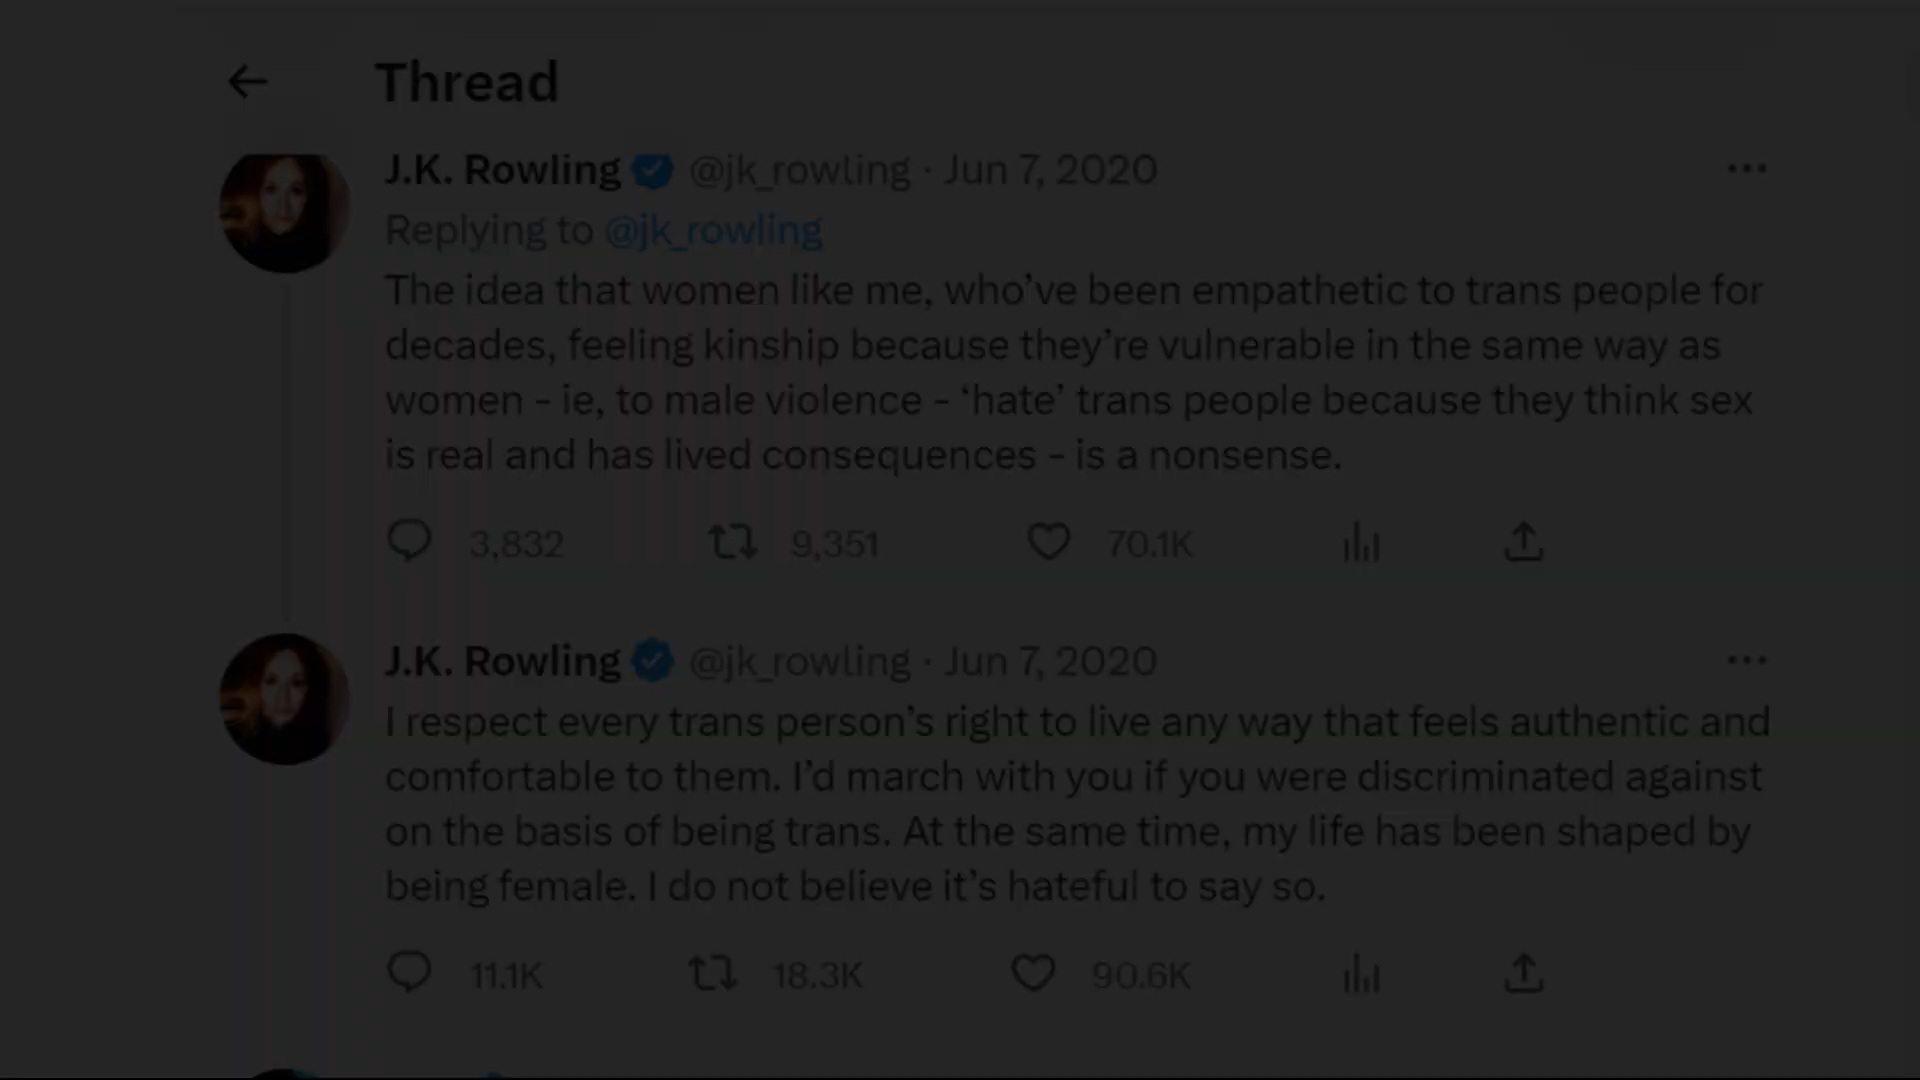 Thread
J.K. Rowling @jk_rowling · Jun 7, 2020
Replying to @jk_rowling
The idea that women like me, who’ve been empathetic to trans people for
decades, feeling kinship because they’re vulnerable in the same way as
women - ie, to male violence - ‘hate’ trans people because they think sex
is real and has lived consequences - is a nonsense.
3,832 9,351 70.1K
J.K. Rowling @jk_rowling · Jun 7, 2020
I respect every trans person’s right to live any way that feels authentic and
comfortable to them. I’d march with you if you were discriminated against
on the basis of being trans. At the same time, my life has been shaped by
being female. I do not believe it’s hateful to say so.
11.1K 18.3K 90.6K